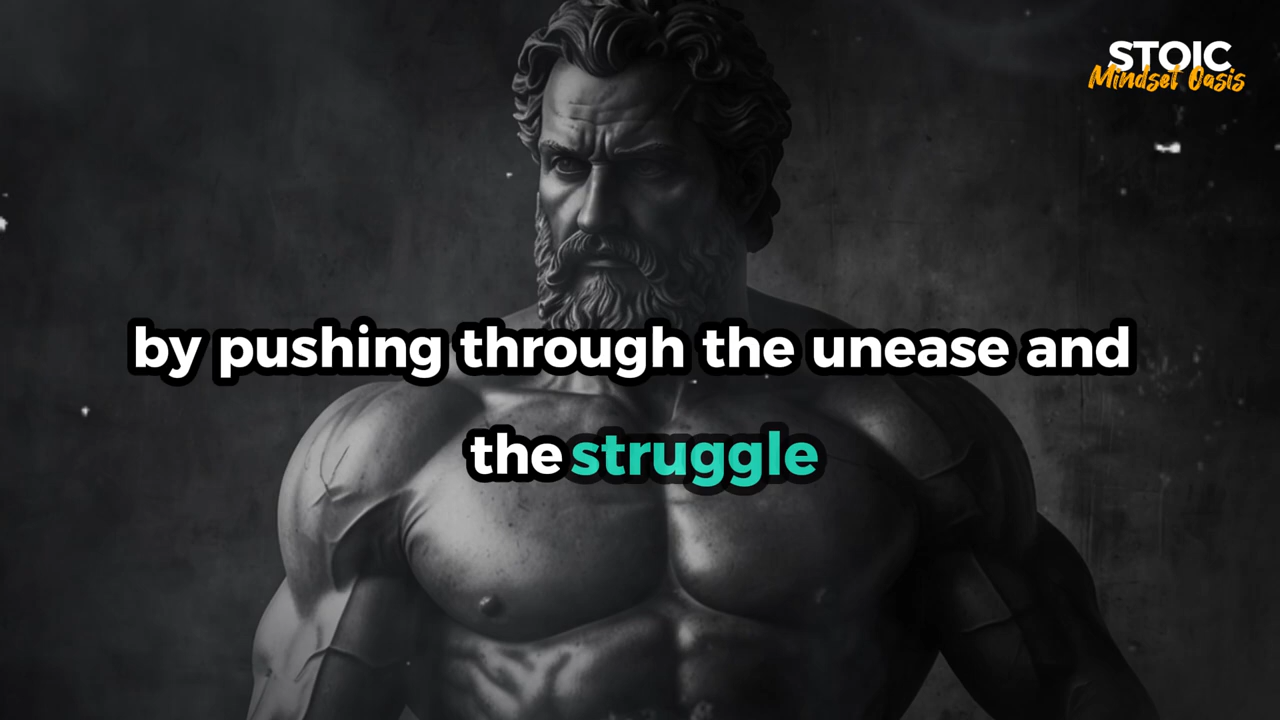 STOIC
Mindset Oasis
by pushing through the unease and
the struggle